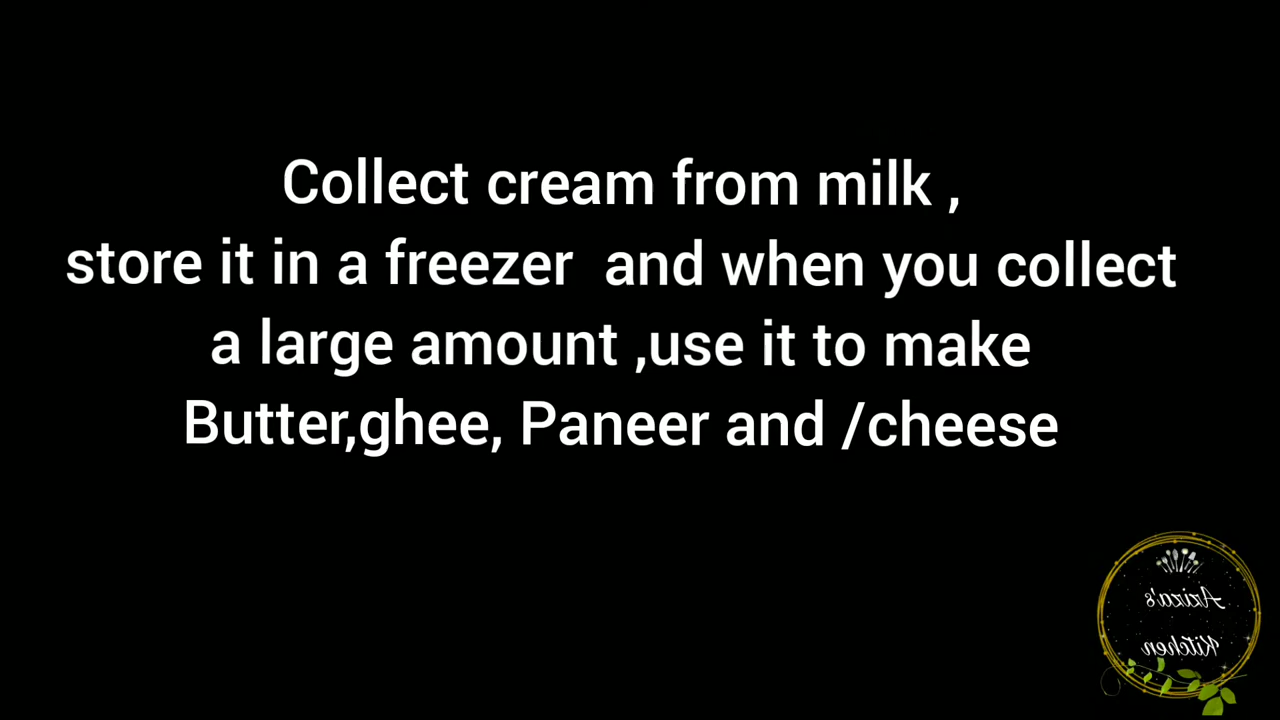 Collect cream from milk ,
store it in a freezer  and when you collect
a large amount ,use it to make
Butter,ghee, Paneer and /cheese
Aziza's
Kitchen